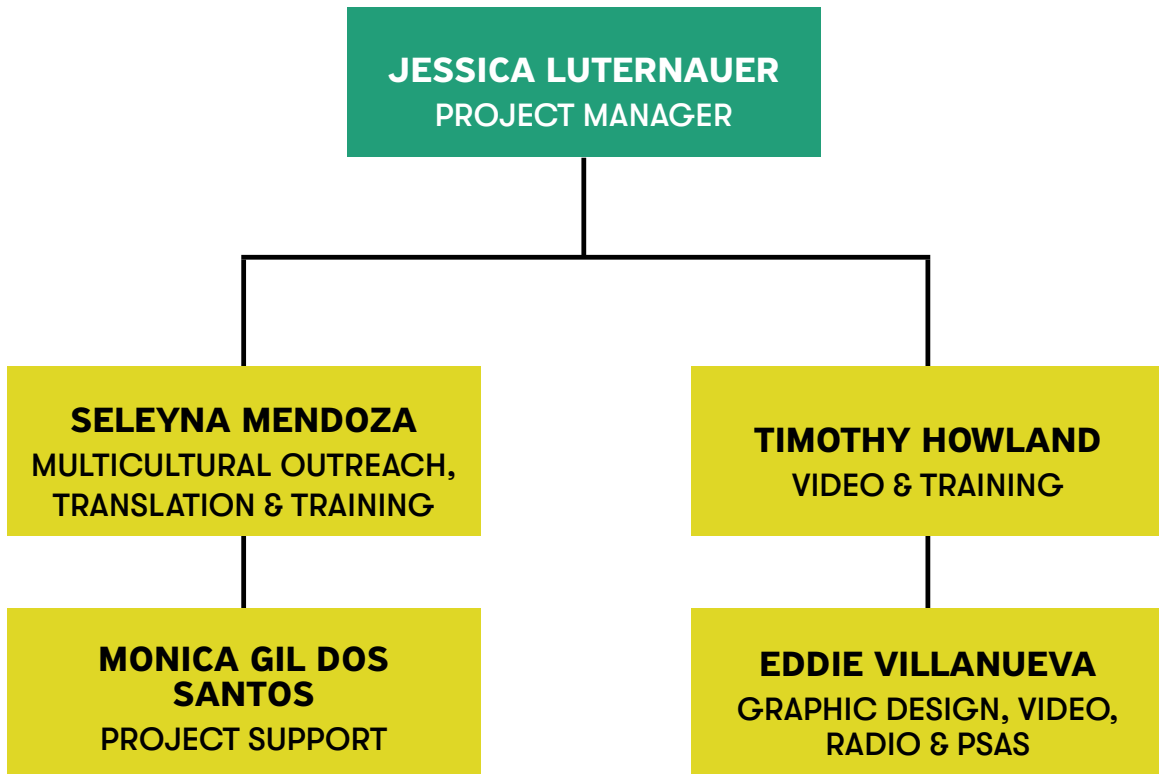 JESSICA LUTERNAUER
PROJECT MANAGER
SELEYNA MENDOZA
MULTICULTURAL OUTREACH,
TRANSLATION & TRAINING
TIMOTHY HOWLAND
VIDEO & TRAINING
MONICA GIL DOS
SANTOS
PROJECT SUPPORT
EDDIE VILLANUEVA
GRAPHIC DESIGN, VIDEO,
RADIO & PSAS